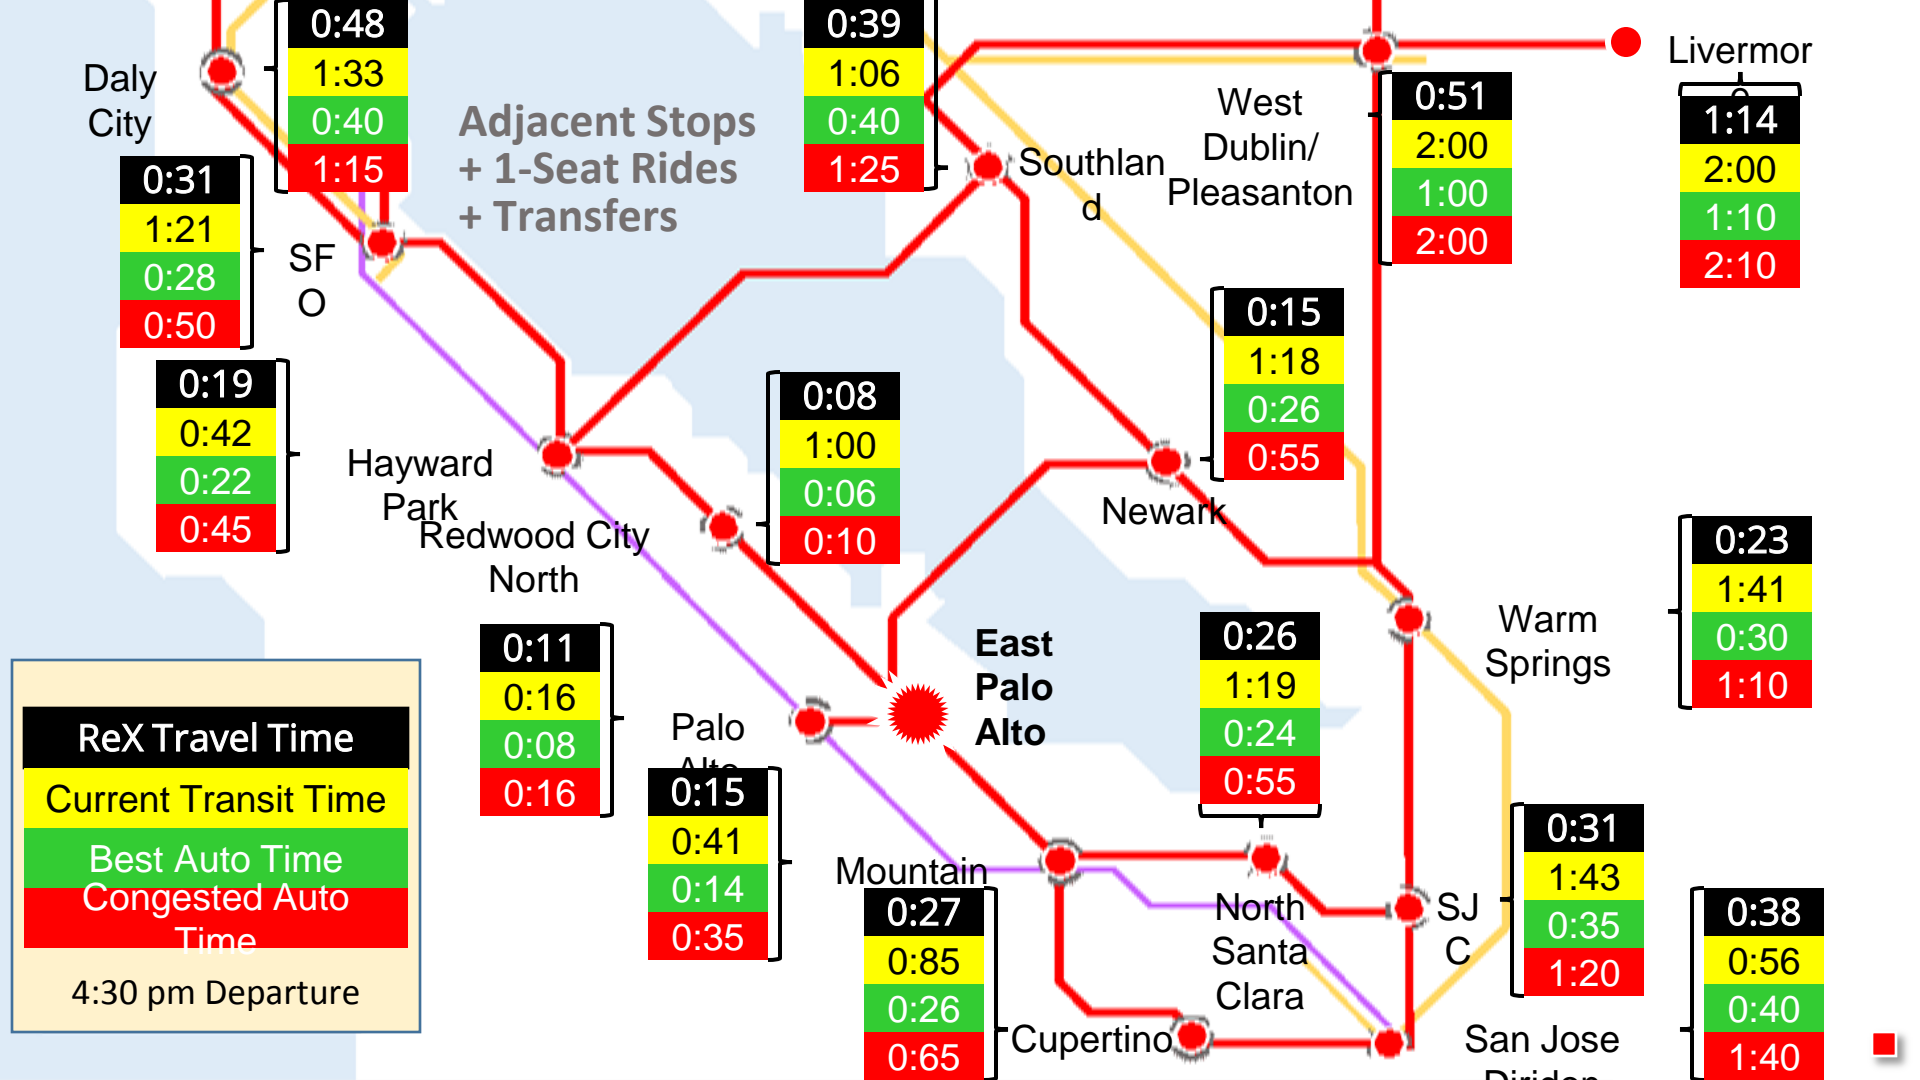 0:48
1:33
0:40
1:15
0:39
1:06
0:40
1:25
Livermor
Daly
City
Adjacent Stops
+ 1-Seat Rides
+ Transfers
West
Dublin/
Pleasanton
0:51
2:00
1:00
2:00
1:14
2:00
1:10
2:10
Southlan
d
0:31
1:21
0:28
0:50
SF
O
0:15
1:18
0:26
0:55
0:19
0:42
0:22
0:45
Hayward
Park
0:08
1:00
0:06
0:10
Newark
Redwood City
North
0:23
1:41
0:30
1:10
Warm
Springs
0:11
0:16
0:08
0:16
East
Palo
Alto
0:26
1:19
0:24
0:55
Palo
Alto
0:15
0:41
0:14
0:35
ReX Travel Time
Current Transit Time
Best Auto Time
Congested Auto
Time
4:30 pm Departure
Mountain
0:27
0:85
0:26
0:65
North
Santa
Clara
SJ
C
0:31
1:43
0:35
1:20
0:38
0:56
0:40
1:40
Cupertino
San Jose
Diridon